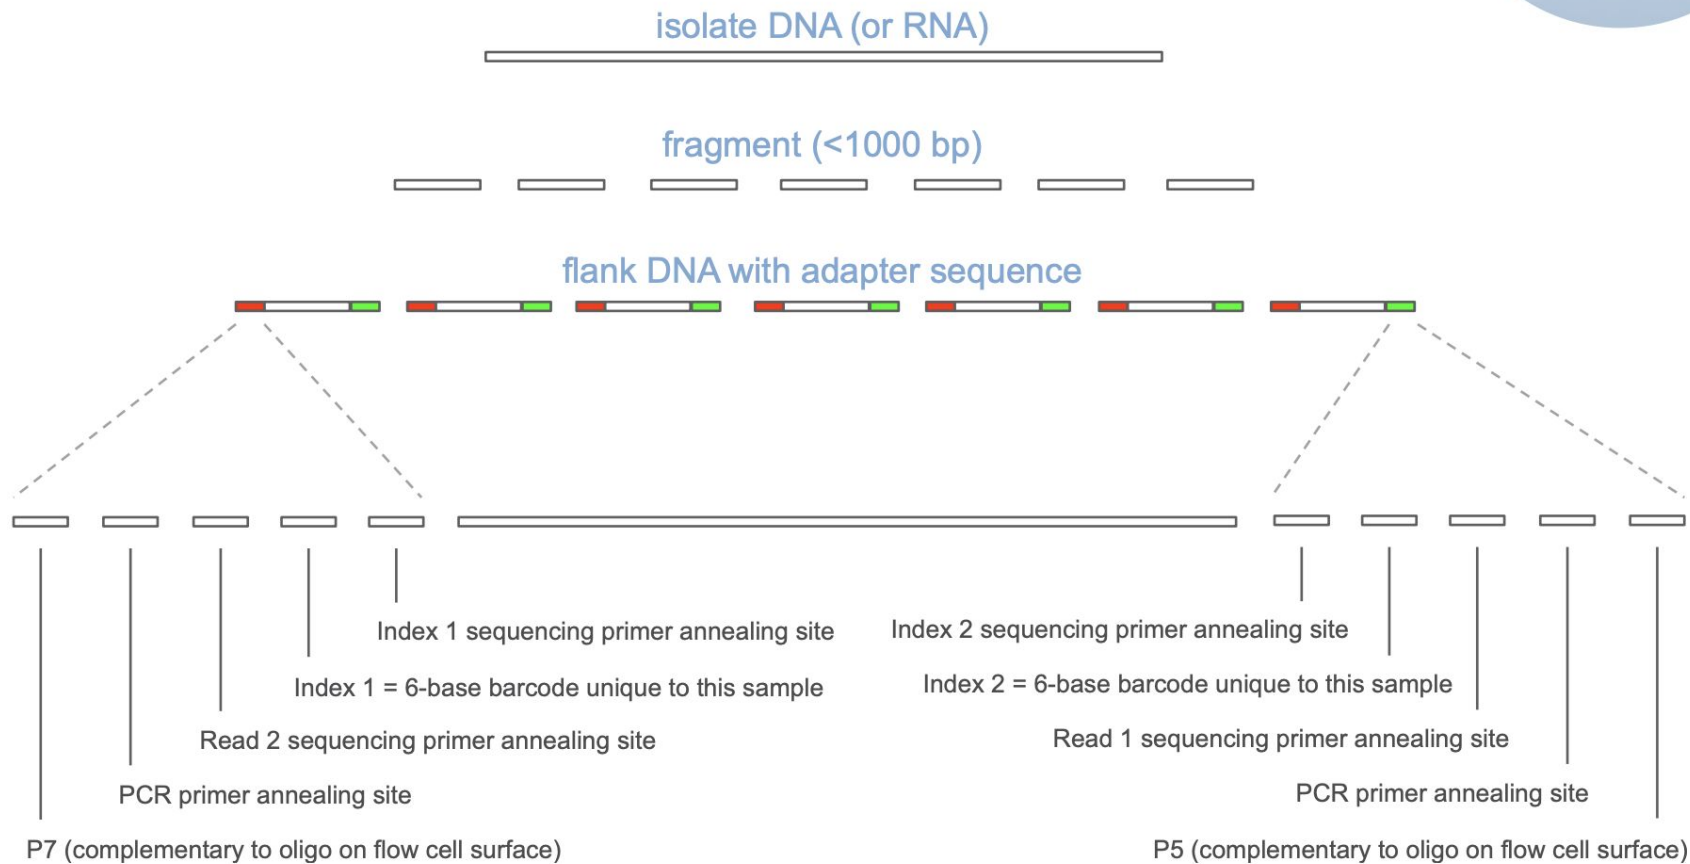 isolate DNA (or RNA)
fragment (<1000 bp)
flank DNA with adapter sequence
Index 1 sequencing primer annealing site
Index 1 = 6-base barcode unique to this sample
Read 2 sequencing primer annealing site
PCR primer annealing site
P7 (complementary to oligo on flow cell surface)
Index 2 sequencing primer annealing site
Index 2 = 6-base barcode unique to this sample
Read 1 sequencing primer annealing site
PCR primer annealing site
P5 (complementary to oligo on flow cell surface)